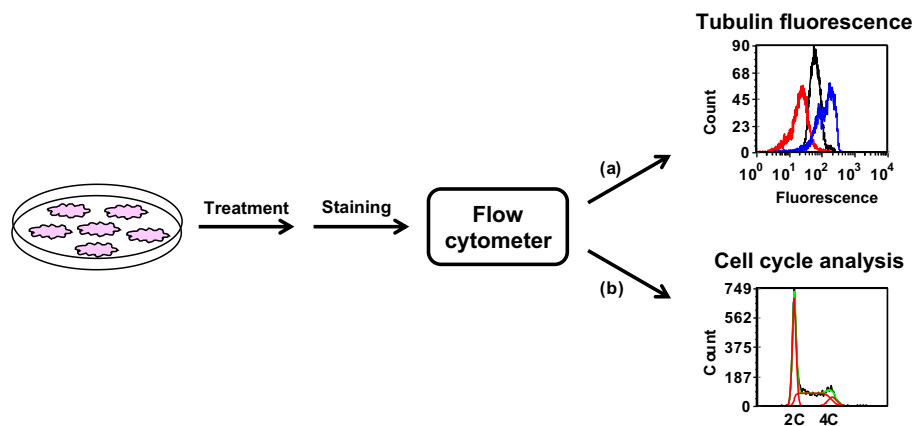 Tubulin fluorescence
90
68
45
23
0
Count
10⁰ 10¹ 10² 10³ 10⁴
Fluorescence
(a)
Treatment
Staining
Flow
cytometer
(b)
Cell cycle analysis
749
562
375
187
0
Count
2C 4C